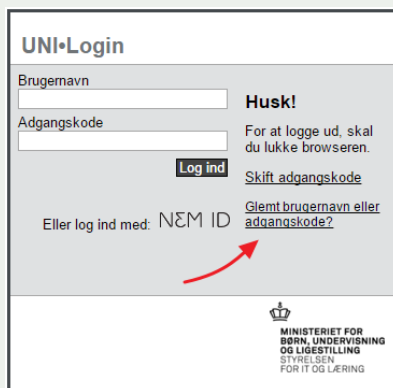 UNI•Login
Brugernavn
Adgangskode
Log ind
Eller log ind med: NEM ID
Husk!
For at logge ud, skal
du lukke browseren.
Skift adgangskode
Glemt brugernavn eller
adgangskode?
MINISTERIET FOR
BØRN, UNDERVISNING
OG LIGESTILLING
STYRELSEN
FOR IT OG LÆRING